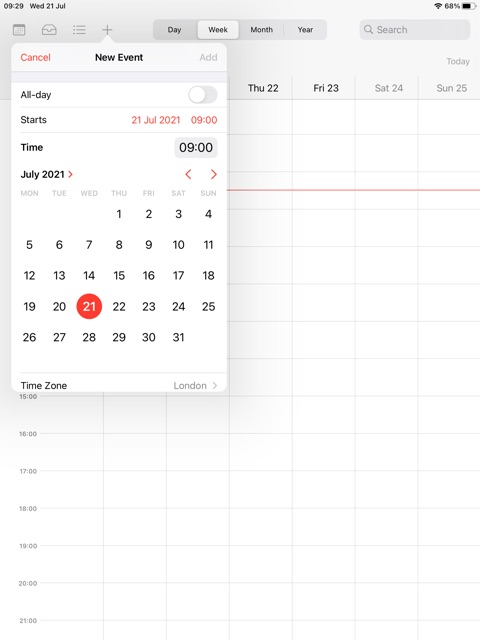 09:29 Wed 21 Jul 68%
Day Week Month Year Search
Cancel New Event Add
Today
All-day
Thu 22 Fri 23 Sat 24 Sun 25
Starts 21 Jul 2021 09:00
Time 09:00
July 2021
MON TUE WED THU FRI SAT SUN
1 2 3 4
5 6 7 8 9 10 11
12 13 14 15 16 17 18
19 20 21 22 23 24 25
26 27 28 29 30 31
Time Zone London
15:00
16:00
17:00
18:00
19:00
20:00
21:00